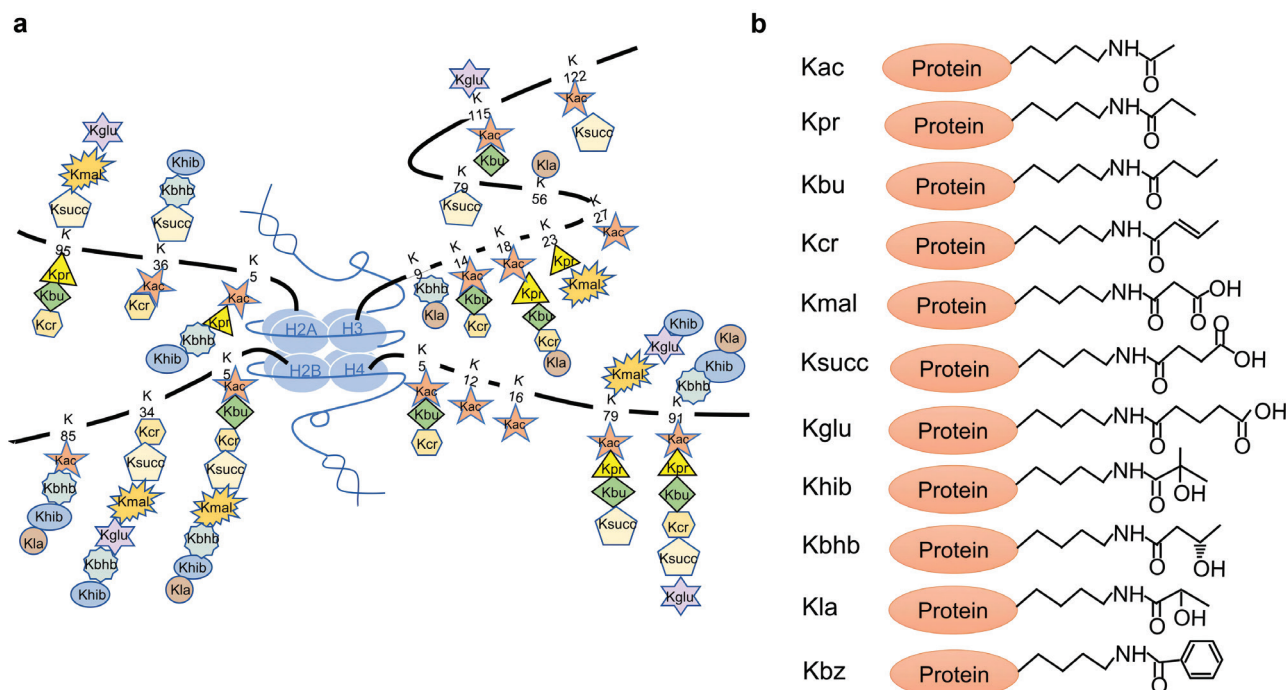 a
Kglu
Kmal
Ksucc
K
95
Kpr
Kbu
Kcr
Khib
Kbhb
Ksucc
K
36
Kac
Kcr
K
5
Kac
Kpr
Kbhb
Khib
H2A
H3
H2B
H4
K
122
Kac
Ksucc
Kglu
K
115
Kac
Kbu
K
79
Ksucc
Kla
K
56
K
27
Kac
K
23
Kpr
Kmal
K
18
Kac
Kpr
Kbu
Kcr
Kla
K
14
Kac
Kbu
Kcr
K
9
Kbhb
Kla
K
85
Kac
Kbhb
Khib
Kla
K
34
Kcr
Ksucc
Kmal
Kglu
Kbhb
Khib
K
5
Kac
Kbu
Kcr
Ksucc
Kmal
Kbhb
Khib
Kla
K
5
Kac
Kbu
Kcr
K
12
Kac
K
16
Kac
Khib
Kglu
Kmal
K
79
Kac
Kpr
Kbu
Ksucc
Kla
Khib
Kbhb
K
91
Kac
Kpr
Kbu
Kcr
Ksucc
Kglu
b
Kac Protein NH O
Kpr Protein NH O
Kbu Protein NH O
Kcr Protein NH O
Kmal Protein NH O O OH
Ksucc Protein NH O O OH
Kglu Protein NH O O OH
Khib Protein NH O OH
Kbhb Protein NH O OH
Kla Protein NH O OH
Kbz Protein NH O